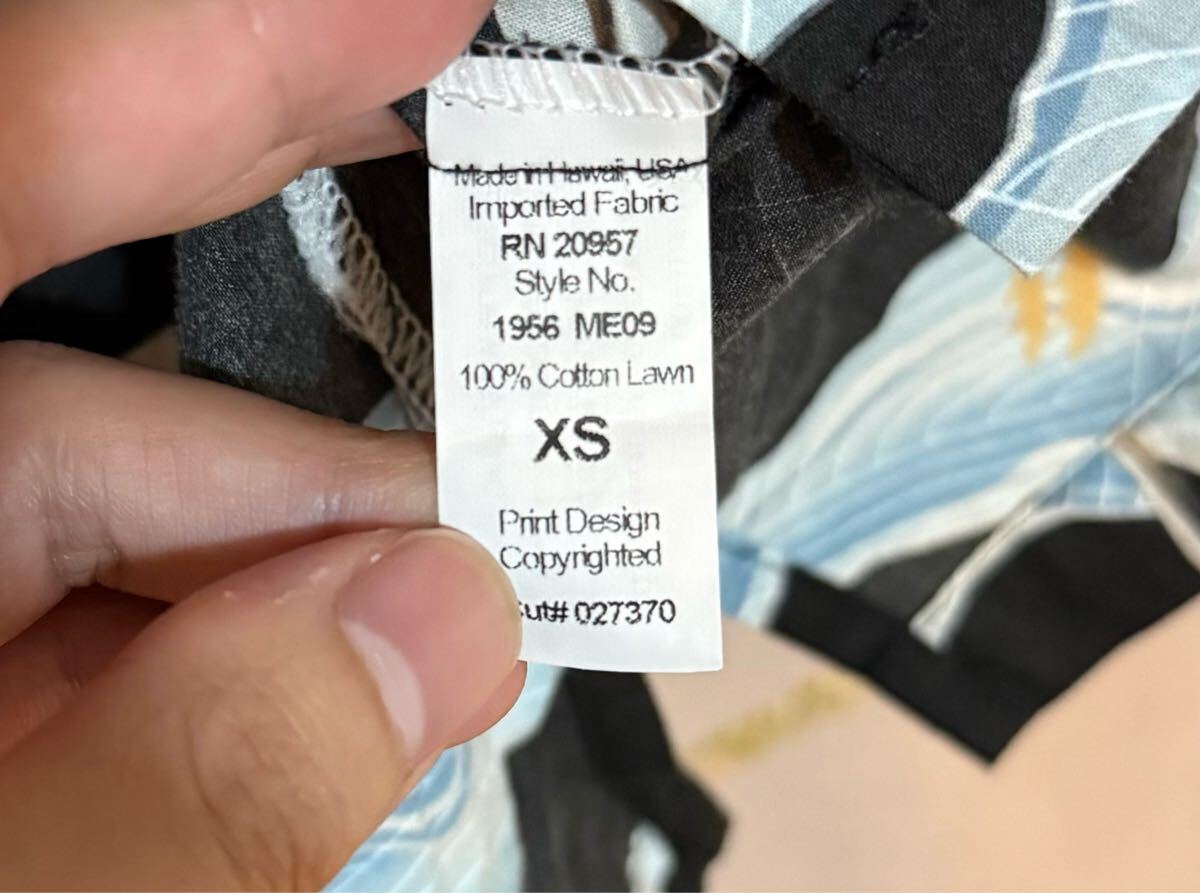 Made in Hawaii, USA
Imported Fabric
RN 20957
Style No.
1956 ME09
100% Cotton Lawn
XS
Print Design
Copyrighted
ut# 027370